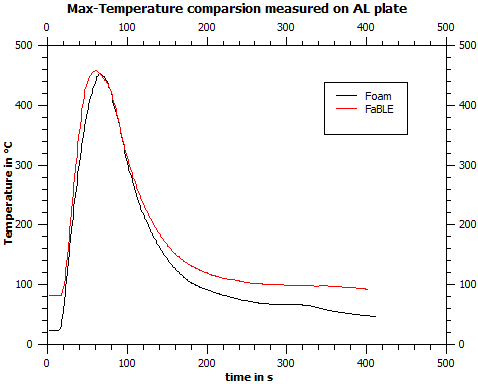 Max-Temperature comparsion measured on AL plate
0 100 200 300 400 500
500 500
400 400
300 300
200 200
100 100
0 0
0 100 200 300 400 500
Temperature in °C
time in s
Foam
FaBLE